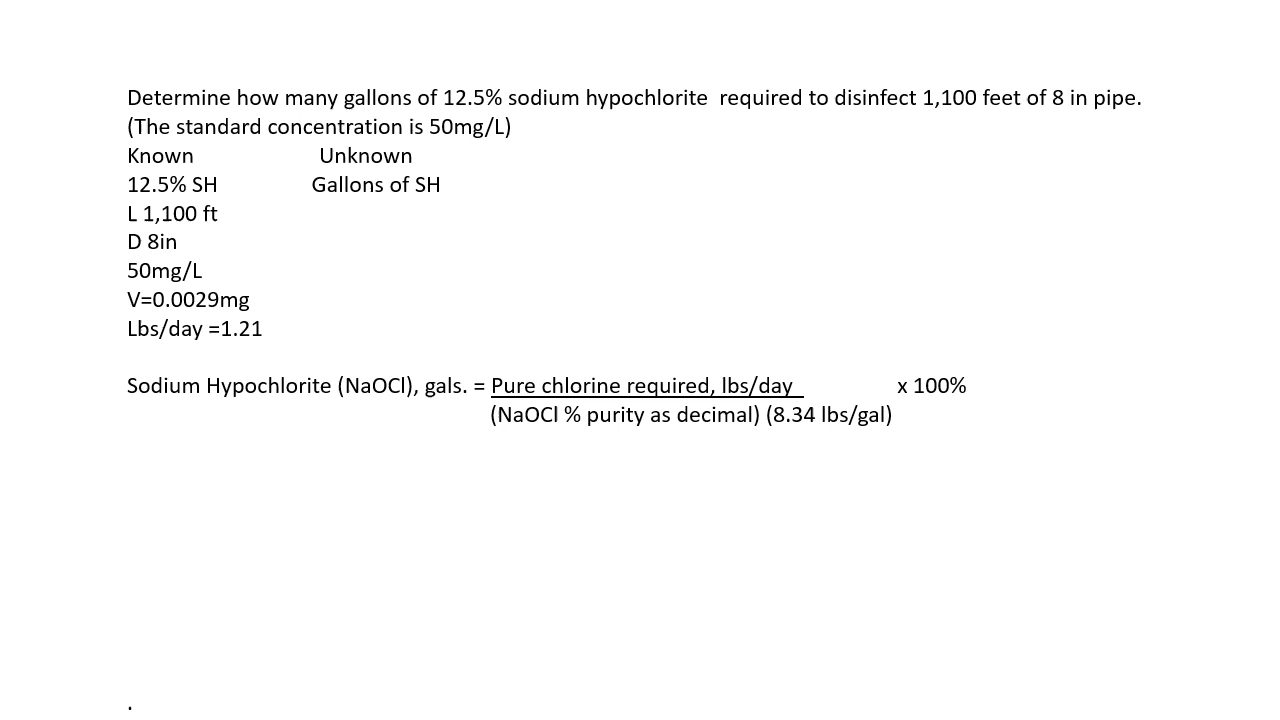 Determine how many gallons of 12.5% sodium hypochlorite  required to disinfect 1,100 feet of 8 in pipe.
(The standard concentration is 50mg/L)
Known Unknown
12.5% SH Gallons of SH
L 1,100 ft
D 8in
50mg/L
V=0.0029mg
Lbs/day =1.21
Sodium Hypochlorite (NaOCl), gals. = Pure chlorine required, lbs/day x 100%
(NaOCl % purity as decimal) (8.34 lbs/gal)
.